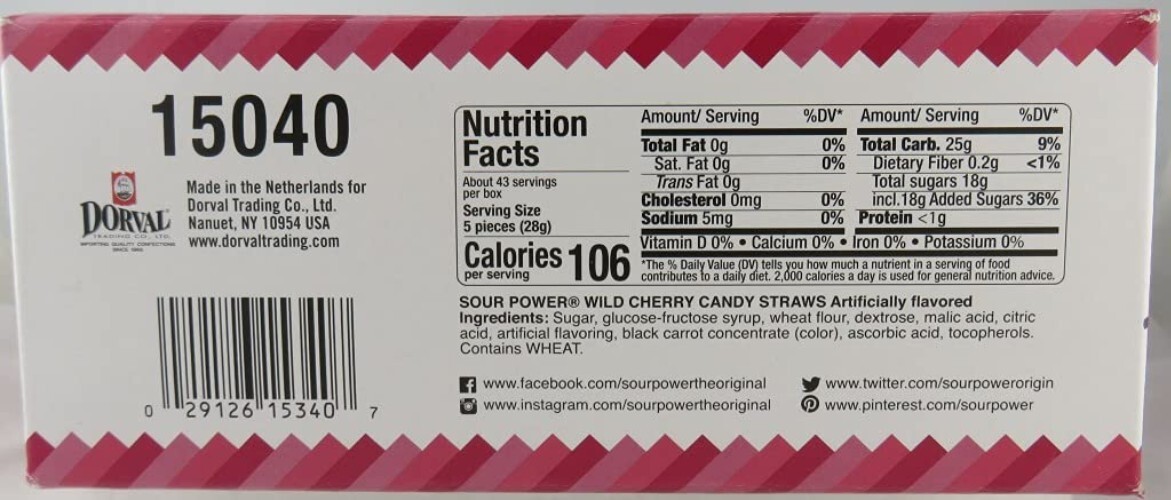 15040
DORVAL
TRADING CO., LTD.
IMPORTING QUALITY CONFECTIONS
Made in the Netherlands for
Dorval Trading Co., Ltd.
Nanuet, NY 10954 USA
www.dorvaltrading.com
0 29126 15340 7
Nutrition
Facts
About 43 servings
per box
Serving Size
5 pieces (28g)
Calories 106
per serving
Amount/ Serving %DV*
Total Fat 0g 0%
Sat. Fat 0g 0%
Trans Fat 0g
Cholesterol 0mg 0%
Sodium 5mg 0%
Amount/ Serving %DV*
Total Carb. 25g 9%
Dietary Fiber 0.2g <1%
Total sugars 18g
incl.18g Added Sugars 36%
Protein <1g
Vitamin D 0% • Calcium 0% • Iron 0% • Potassium 0%
*The % Daily Value (DV) tells you how much a nutrient in a serving of food
contributes to a daily diet. 2,000 calories a day is used for general nutrition advice.
SOUR POWER® WILD CHERRY CANDY STRAWS Artificially flavored
Ingredients: Sugar, glucose-fructose syrup, wheat flour, dextrose, malic acid, citric
acid, artificial flavoring, black carrot concentrate (color), ascorbic acid, tocopherols.
Contains WHEAT.
www.facebook.com/sourpowertheoriginal
www.twitter.com/sourpowerorigin
www.instagram.com/sourpowertheoriginal
www.pinterest.com/sourpower